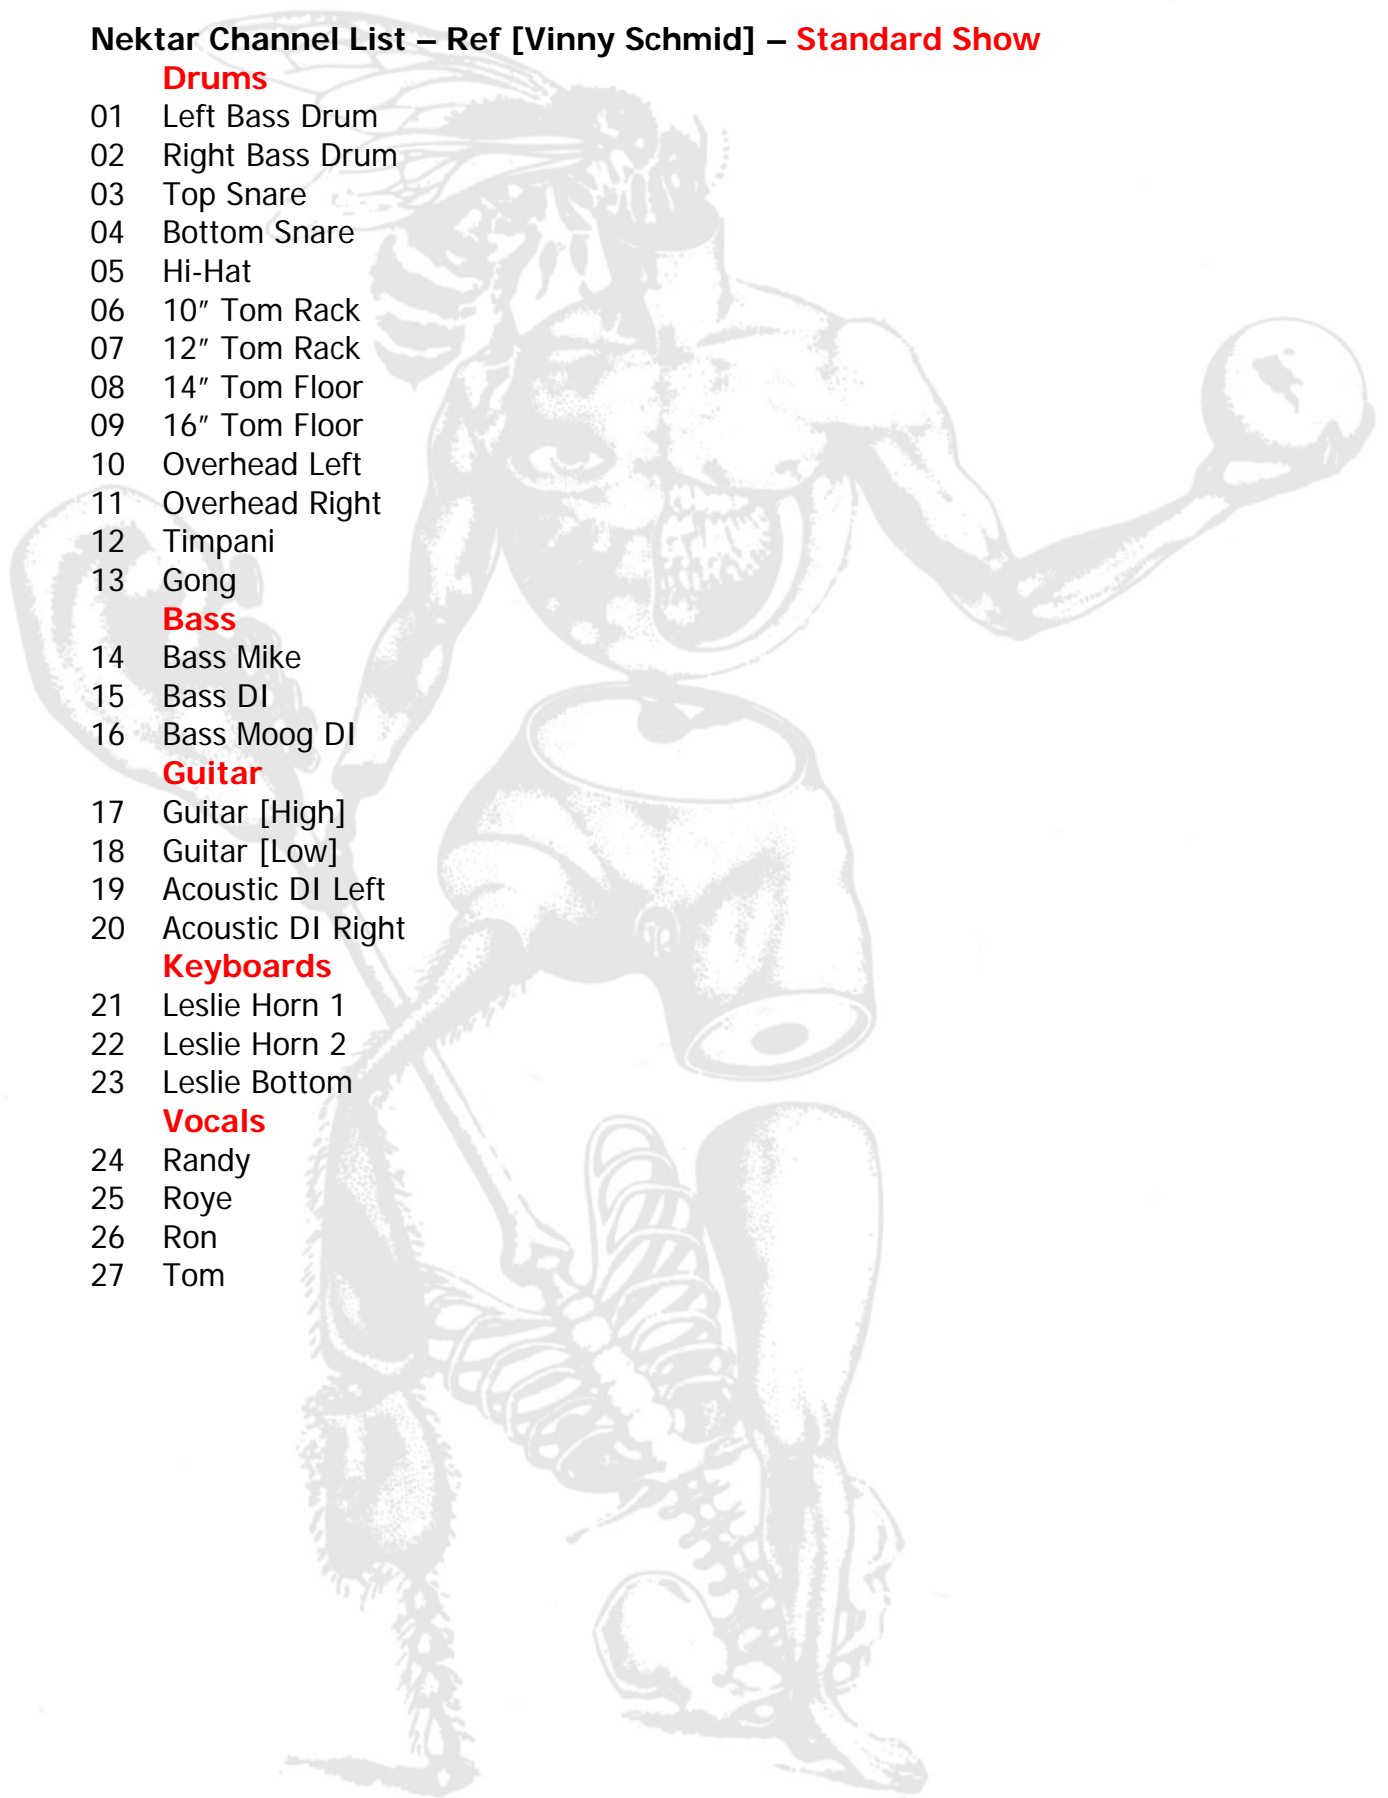 Nektar Channel List – Ref [Vinny Schmid] – Standard Show
Drums
01 Left Bass Drum
02 Right Bass Drum
03 Top Snare
04 Bottom Snare
05 Hi-Hat
06 10″ Tom Rack
07 12″ Tom Rack
08 14″ Tom Floor
09 16″ Tom Floor
10 Overhead Left
11 Overhead Right
12 Timpani
13 Gong
Bass
14 Bass Mike
15 Bass DI
16 Bass Moog DI
Guitar
17 Guitar [High]
18 Guitar [Low]
19 Acoustic DI Left
20 Acoustic DI Right
Keyboards
21 Leslie Horn 1
22 Leslie Horn 2
23 Leslie Bottom
Vocals
24 Randy
25 Roye
26 Ron
27 Tom